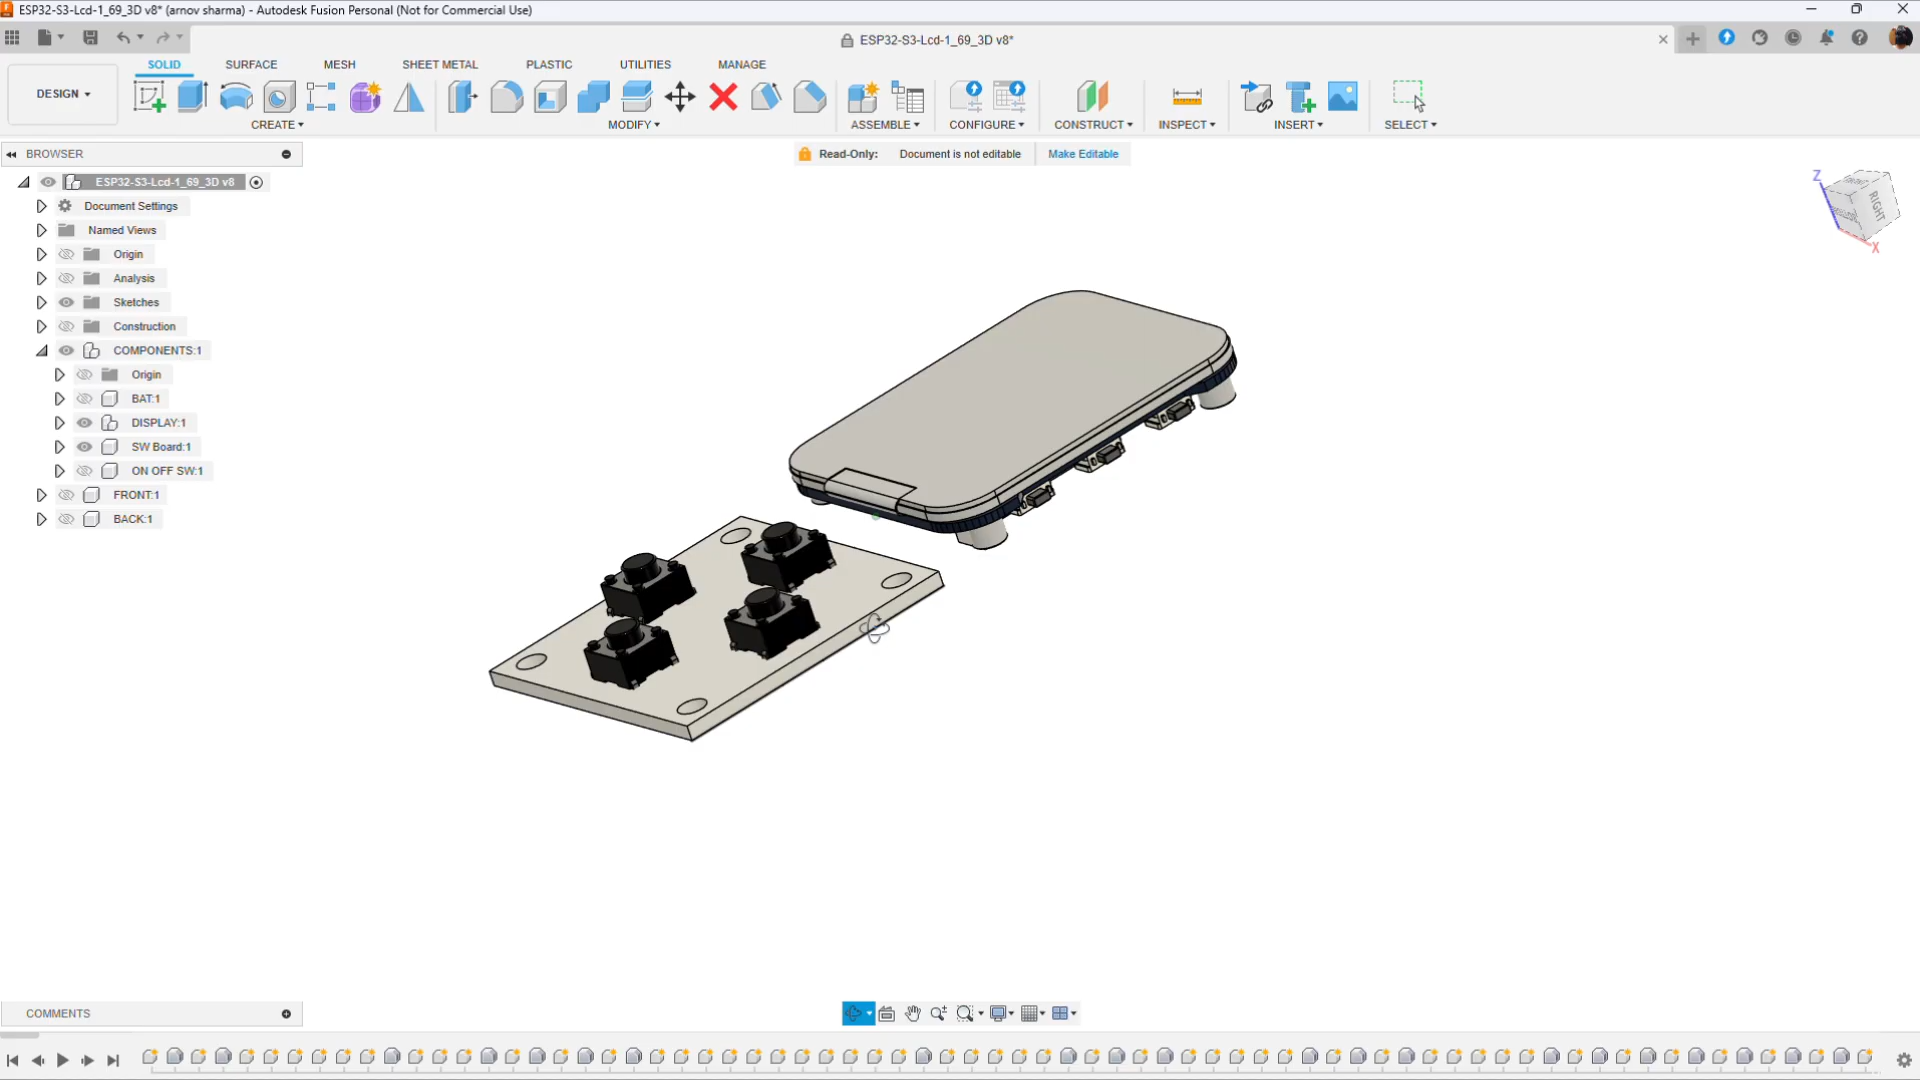 ESP32-S3-Lcd-1_69_3D v8* (arnov sharma) - Autodesk Fusion Personal (Not for Commercial Use)
ESP32-S3-Lcd-1_69_3D v8*
DESIGN
SOLID
SURFACE
MESH
SHEET METAL
PLASTIC
UTILITIES
MANAGE
CREATE
MODIFY
ASSEMBLE
CONFIGURE
CONSTRUCT
INSPECT
INSERT
SELECT
BROWSER
Read-Only: Document is not editable Make Editable
ESP32-S3-Lcd-1_69_3D v8
Document Settings
Named Views
Origin
Analysis
Sketches
Construction
COMPONENTS:1
Origin
BAT:1
DISPLAY:1
SW Board:1
ON OFF SW:1
FRONT:1
BACK:1
Z
RIGHT
X
COMMENTS